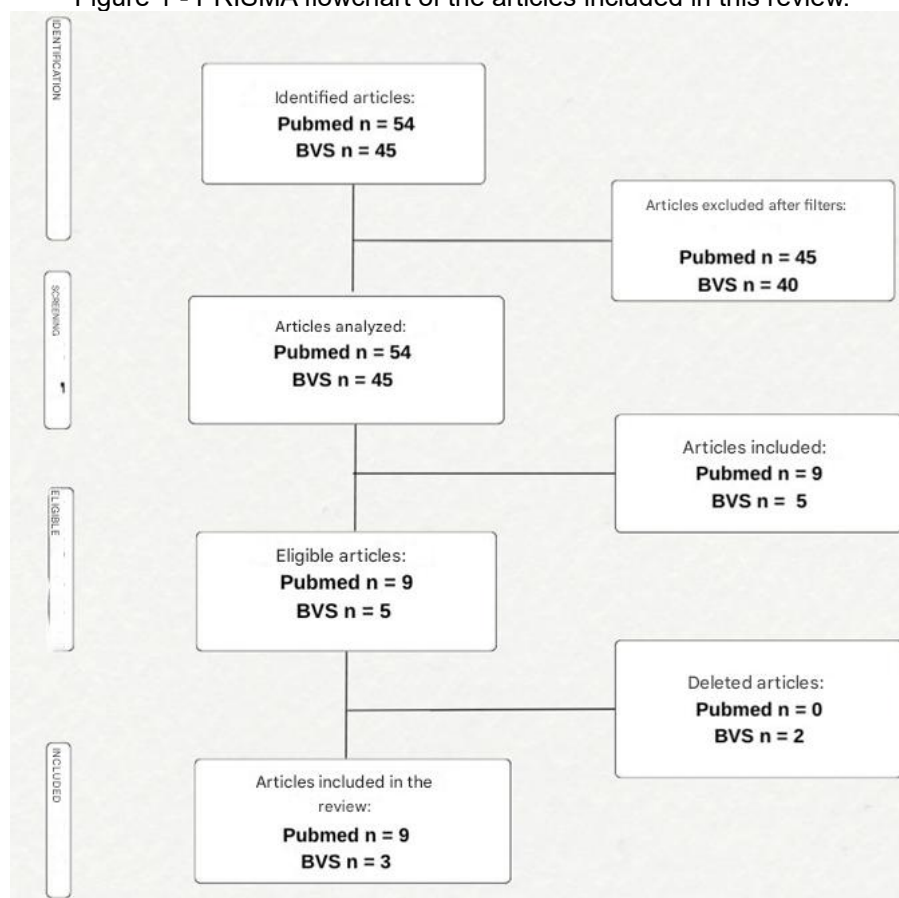 Figure 1 - PRISMA flowchart of the articles included in this review.
IDENTIFICATION
Identified articles:
Pubmed n = 54
BVS n = 45
Articles excluded after filters:
Pubmed n = 45
BVS n = 40
SCREENING
Articles analyzed:
Pubmed n = 54
BVS n = 45
Articles included:
Pubmed n = 9
BVS n = 5
ELIGIBLE
Eligible articles:
Pubmed n = 9
BVS n = 5
Deleted articles:
Pubmed n = 0
BVS n = 2
INCLUDED
Articles included in the
review:
Pubmed n = 9
BVS n = 3